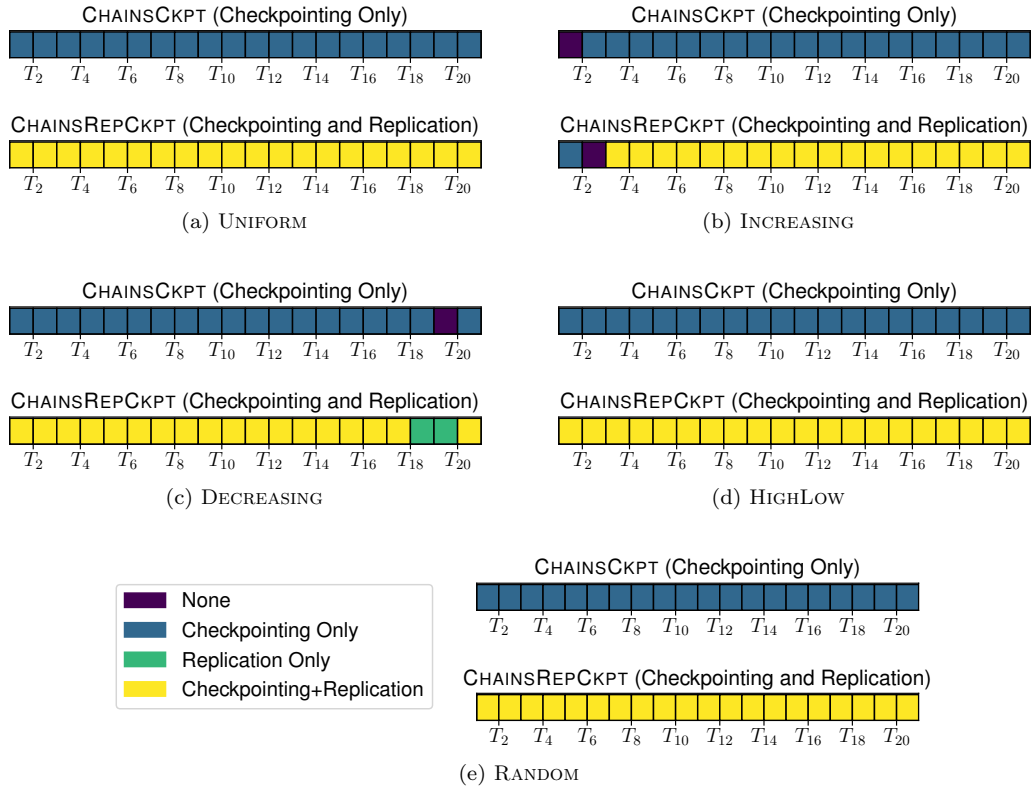 CHAINSCKPT (Checkpointing Only)
T2 T4 T6 T8 T10 T12 T14 T16 T18 T20
CHAINSREPCKPT (Checkpointing and Replication)
T2 T4 T6 T8 T10 T12 T14 T16 T18 T20
(a) UNIFORM
CHAINSCKPT (Checkpointing Only)
T2 T4 T6 T8 T10 T12 T14 T16 T18 T20
CHAINSREPCKPT (Checkpointing and Replication)
T2 T4 T6 T8 T10 T12 T14 T16 T18 T20
(b) INCREASING
CHAINSCKPT (Checkpointing Only)
T2 T4 T6 T8 T10 T12 T14 T16 T18 T20
CHAINSREPCKPT (Checkpointing and Replication)
T2 T4 T6 T8 T10 T12 T14 T16 T18 T20
(c) DECREASING
CHAINSCKPT (Checkpointing Only)
T2 T4 T6 T8 T10 T12 T14 T16 T18 T20
CHAINSREPCKPT (Checkpointing and Replication)
T2 T4 T6 T8 T10 T12 T14 T16 T18 T20
(d) HIGHLOW
None
Checkpointing Only
Replication Only
Checkpointing+Replication
CHAINSCKPT (Checkpointing Only)
T2 T4 T6 T8 T10 T12 T14 T16 T18 T20
CHAINSREPCKPT (Checkpointing and Replication)
T2 T4 T6 T8 T10 T12 T14 T16 T18 T20
(e) RANDOM